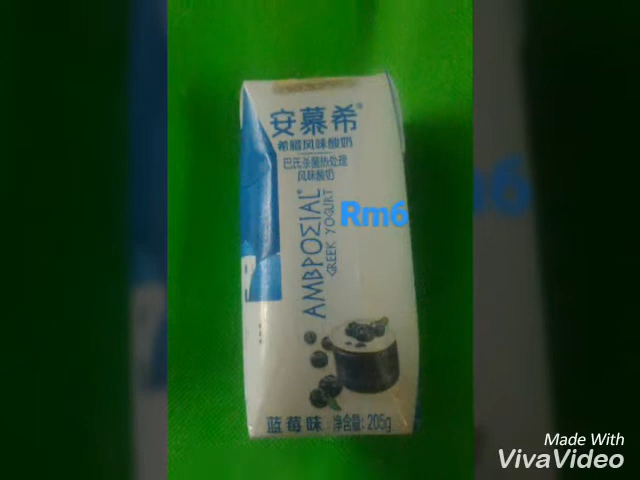 安慕希®
希腊风味酸奶
巴氏杀菌热处理
风味酸奶
AMBPOΣIAL
GREEK YOGURT
Rm6
蓝莓味 净含量: 205g
Made With
VivaVideo